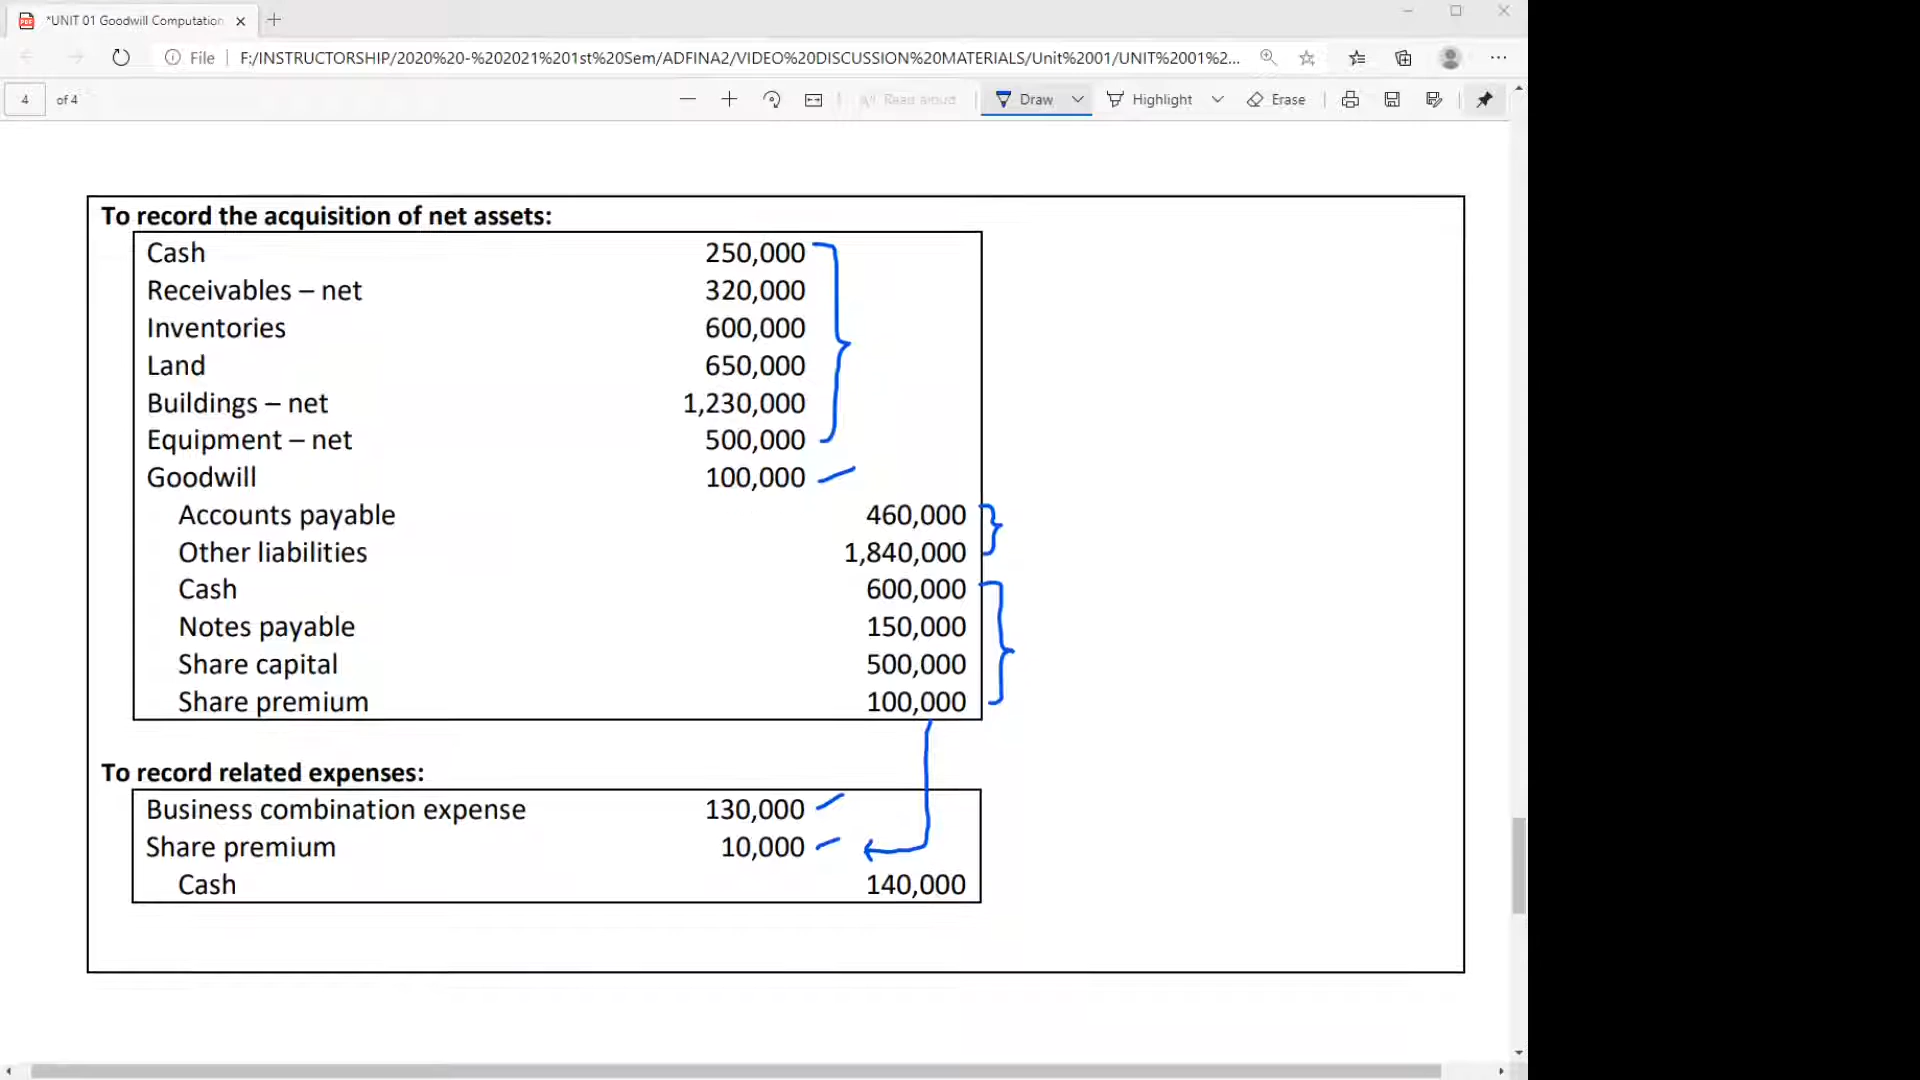 *UNIT 01 Goodwill Computation
File F:/INSTRUCTORSHIP/2020%20-%202021%201st%20Sem/ADFINA2/VIDEO%20DISCUSSION%20MATERIALS/Unit%2001/UNIT%2001%2...
4 of 4 Read aloud Draw Highlight Erase
To record the acquisition of net assets:
Cash 250,000
Receivables – net 320,000
Inventories 600,000
Land 650,000
Buildings – net 1,230,000
Equipment – net 500,000
Goodwill 100,000
Accounts payable 460,000
Other liabilities 1,840,000
Cash 600,000
Notes payable 150,000
Share capital 500,000
Share premium 100,000
To record related expenses:
Business combination expense 130,000
Share premium 10,000
Cash 140,000